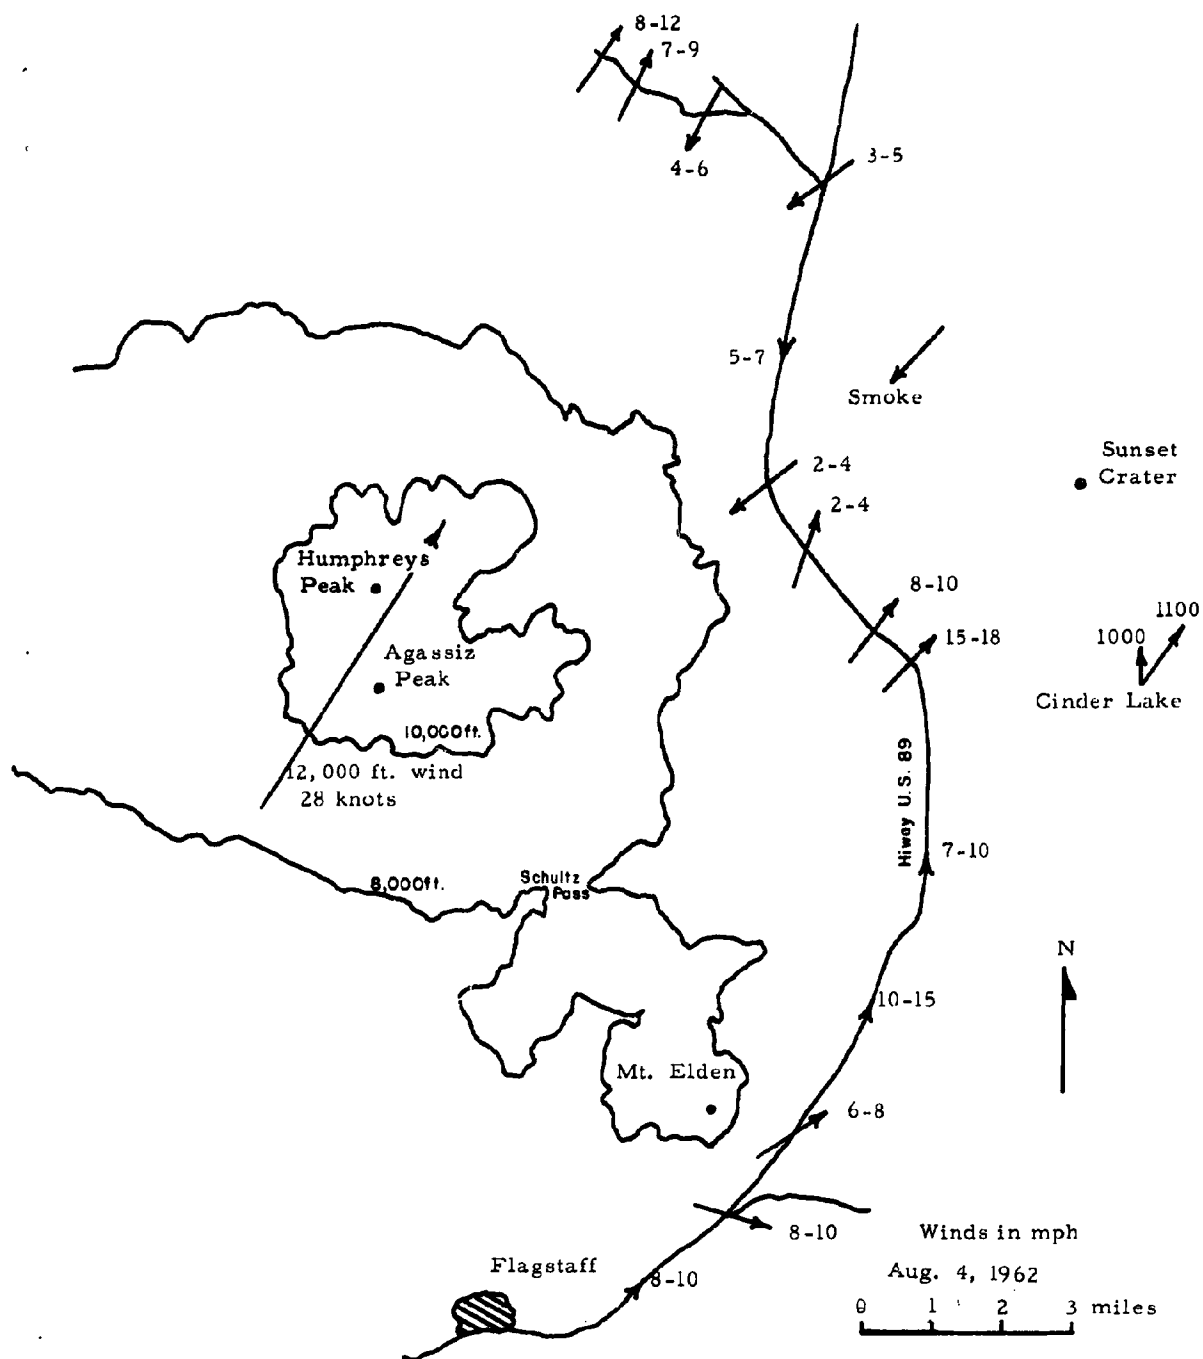 8-12
7-9
4-6
3-5
5-7
Smoke
2-4
Sunset
Crater
2-4
Humphreys
Peak
8-10
1100
15-18
1000
Agassiz
Peak
Cinder Lake
10,000ft.
12,000 ft. wind
28 knots
Hiway U.S. 89
7-10
8,000ft.
Schultz
Pass
N
10-15
Mt. Elden
6-8
8-10
Winds in mph
Flagstaff
8-10
Aug. 4, 1962
0 1 2 3 miles